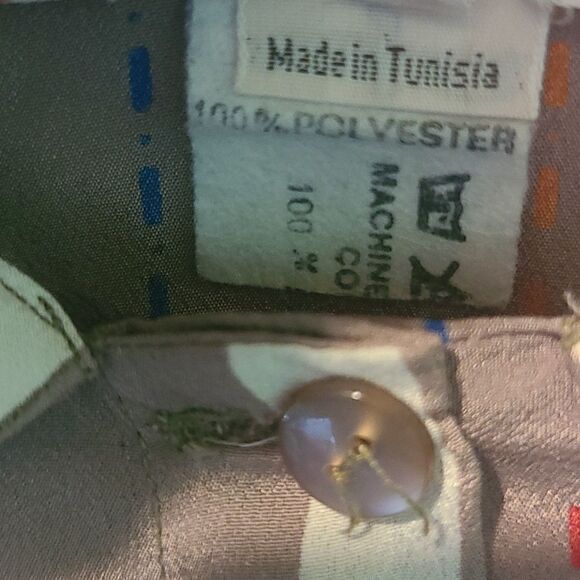 Made in Tunisia
100% POLYESTER
MACHINE
CO
100 %